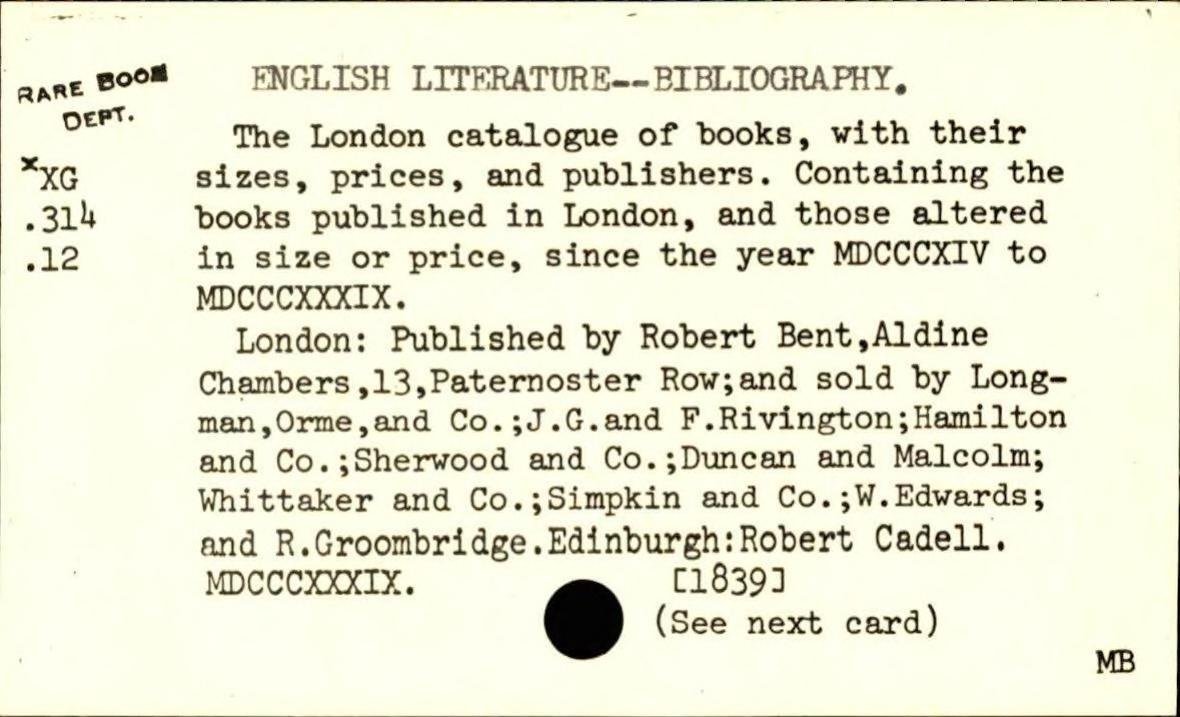 RARE BOOK
DEPT.
ENGLISH LITERATURE--BIBLIOGRAPHY.
The London catalogue of books, with their
xXG
sizes, prices, and publishers. Containing the
.314
books published in London, and those altered
.12
in size or price, since the year MDCCCXIV to
MDCCCXXXIX.
London: Published by Robert Bent,Aldine
Chambers,13,Paternoster Row;and sold by Long-
man,Orme,and Co.;J.G.and F.Rivington;Hamilton
and Co.;Sherwood and Co.;Duncan and Malcolm;
Whittaker and Co.;Simpkin and Co.;W.Edwards;
and R.Groombridge.Edinburgh:Robert Cadell.
MDCCCXXXIX. [1839]
(See next card)
MB